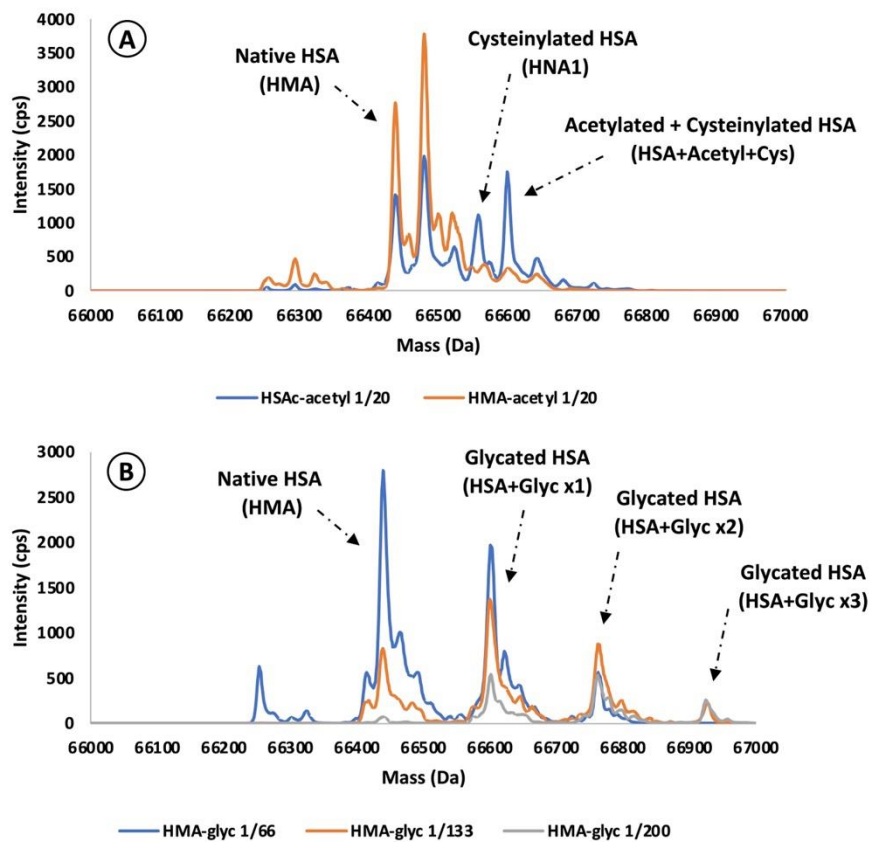 A
Native HSA
(HMA)
Cysteinylated HSA
(HNA1)
Acetylated + Cysteinylated HSA
(HSA+Acetyl+Cys)
Intensity (cps)
4000
3500
3000
2500
2000
1500
1000
500
0
66000 66100 66200 66300 66400 66500 66600 66700 66800 66900 67000
Mass (Da)
HSAc-acetyl 1/20 HMA-acetyl 1/20
B
Native HSA
(HMA)
Glycated HSA
(HSA+Glyc x1)
Glycated HSA
(HSA+Glyc x2)
Glycated HSA
(HSA+Glyc x3)
Intensity (cps)
3000
2500
2000
1500
1000
500
0
66000 66100 66200 66300 66400 66500 66600 66700 66800 66900 67000
Mass (Da)
HMA-glyc 1/66 HMA-glyc 1/133 HMA-glyc 1/200